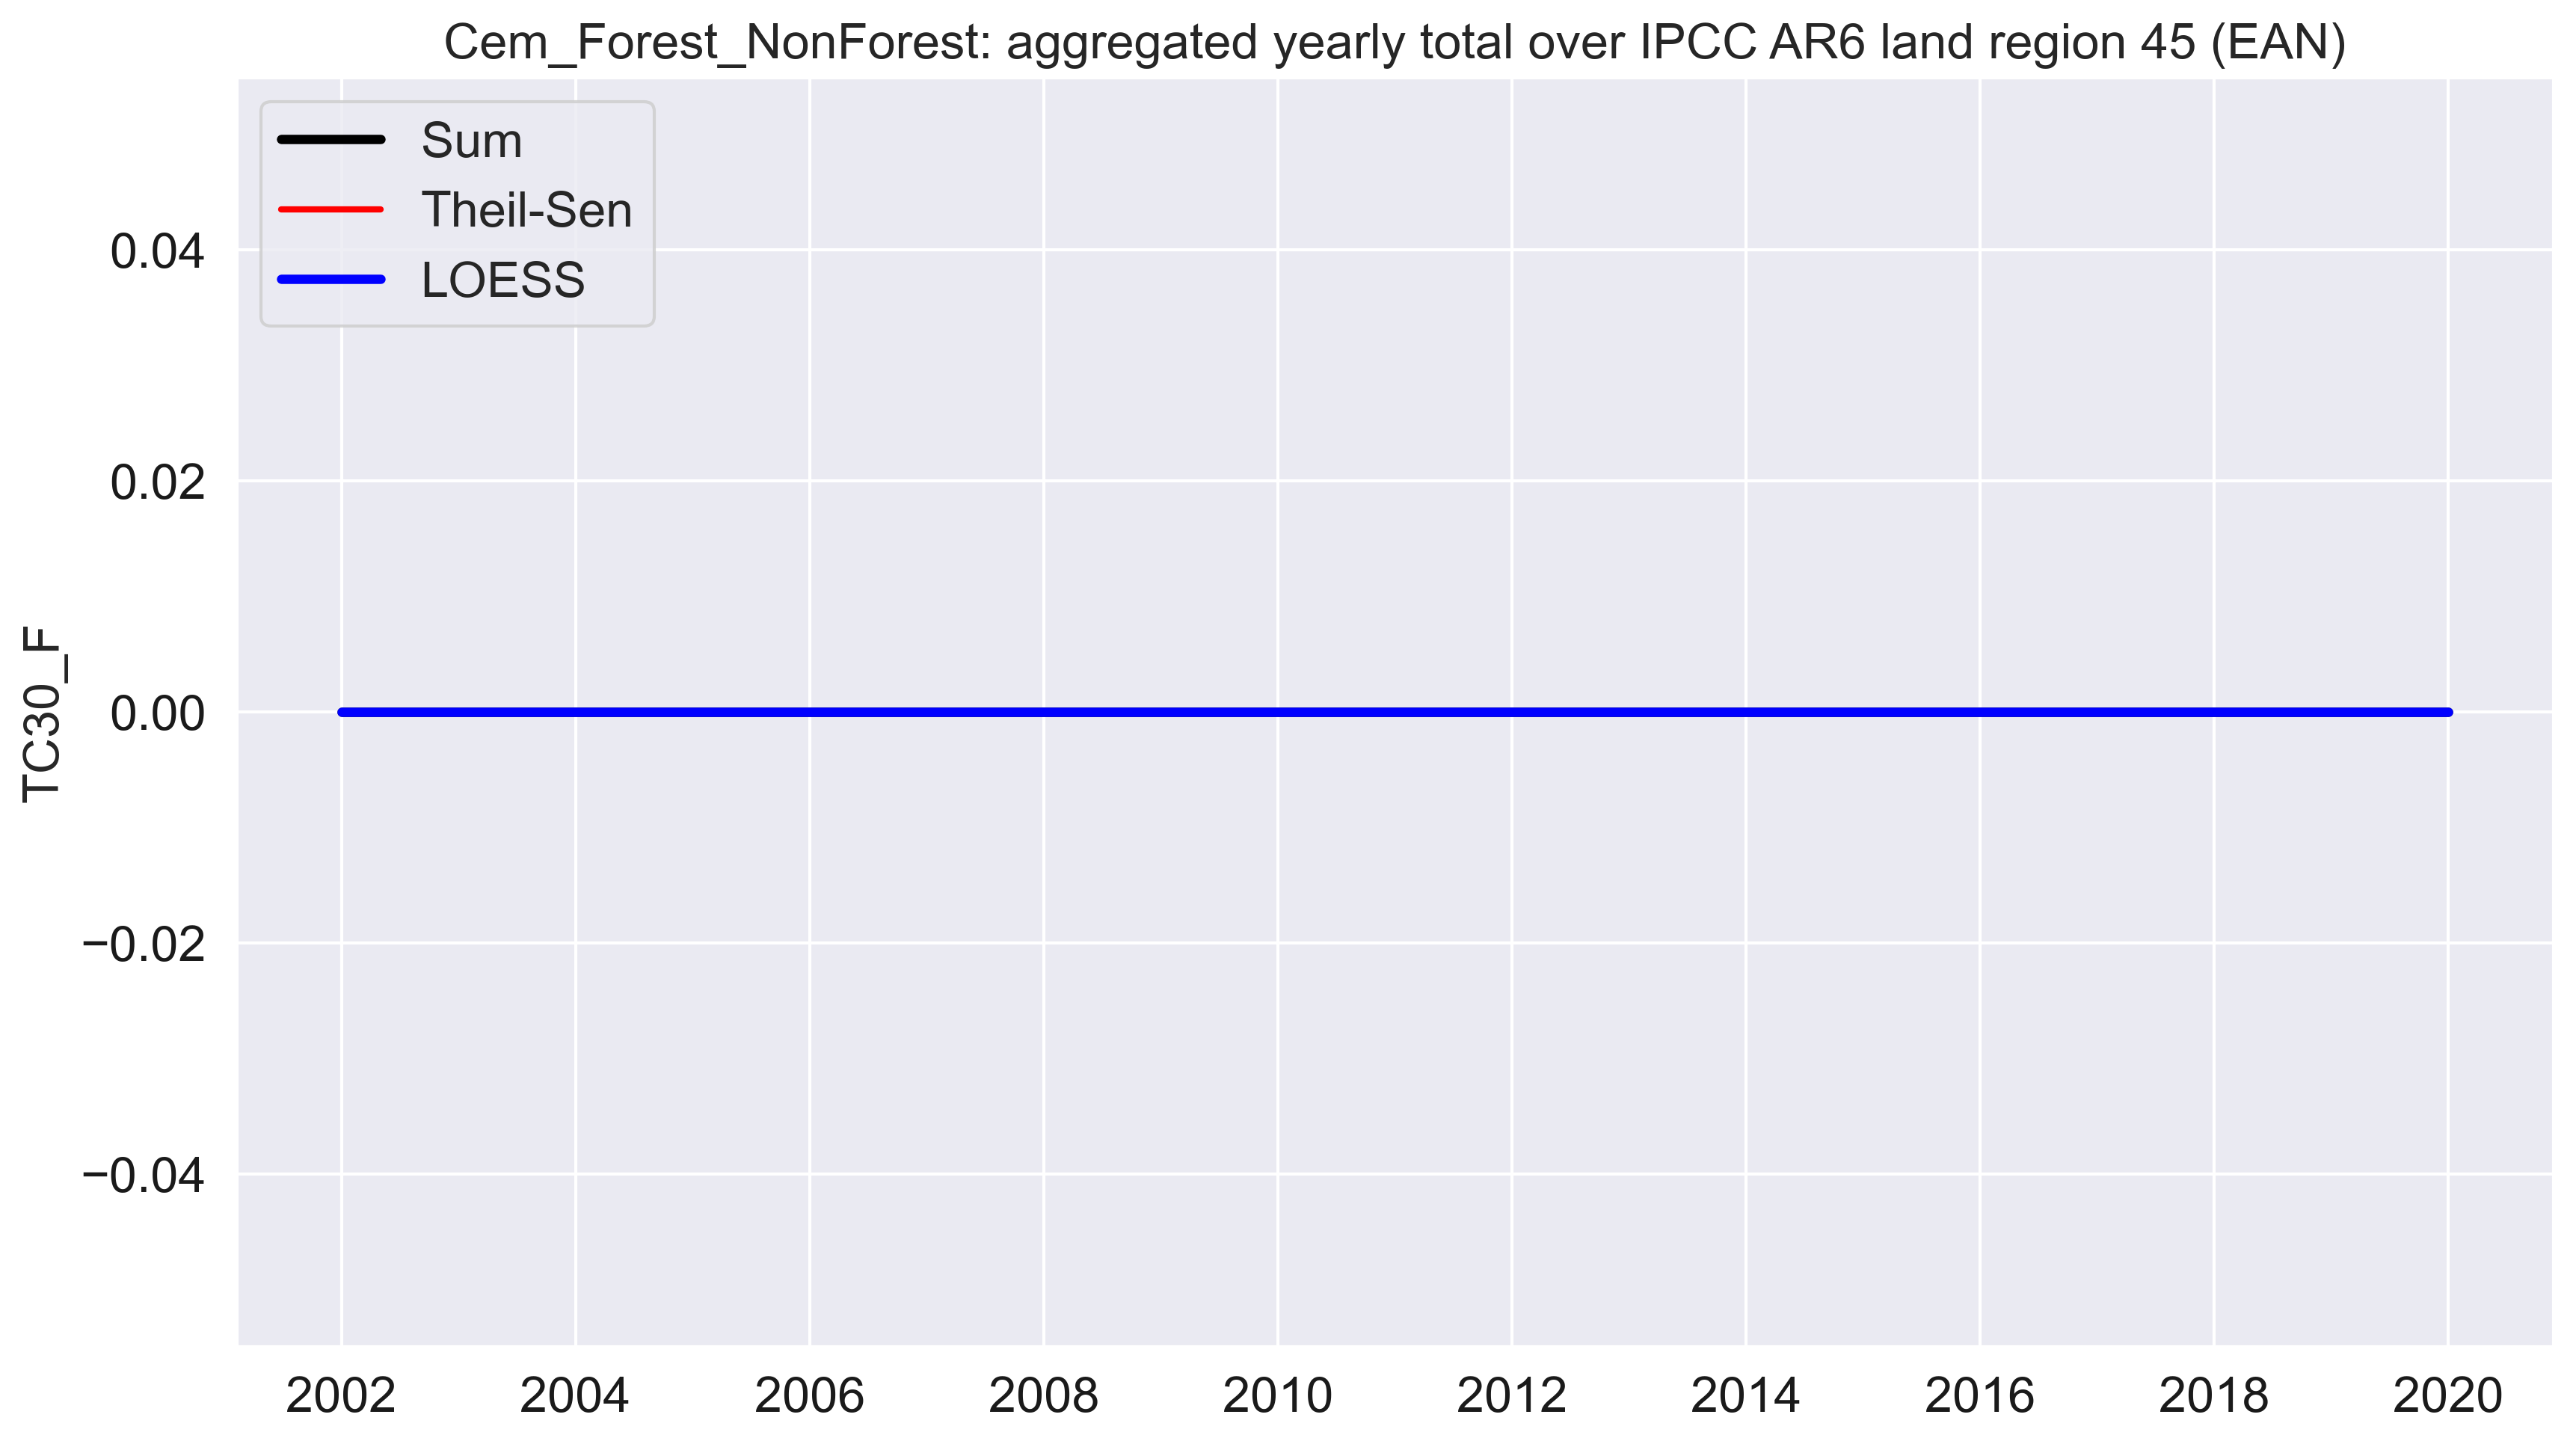 Cem_Forest_NonForest: aggregated yearly total over IPCC AR6 land region 45 (EAN)
Sum
Theil-Sen
LOESS
TC30_F
0.04
0.02
0.00
−0.02
−0.04
2002 2004 2006 2008 2010 2012 2014 2016 2018 2020